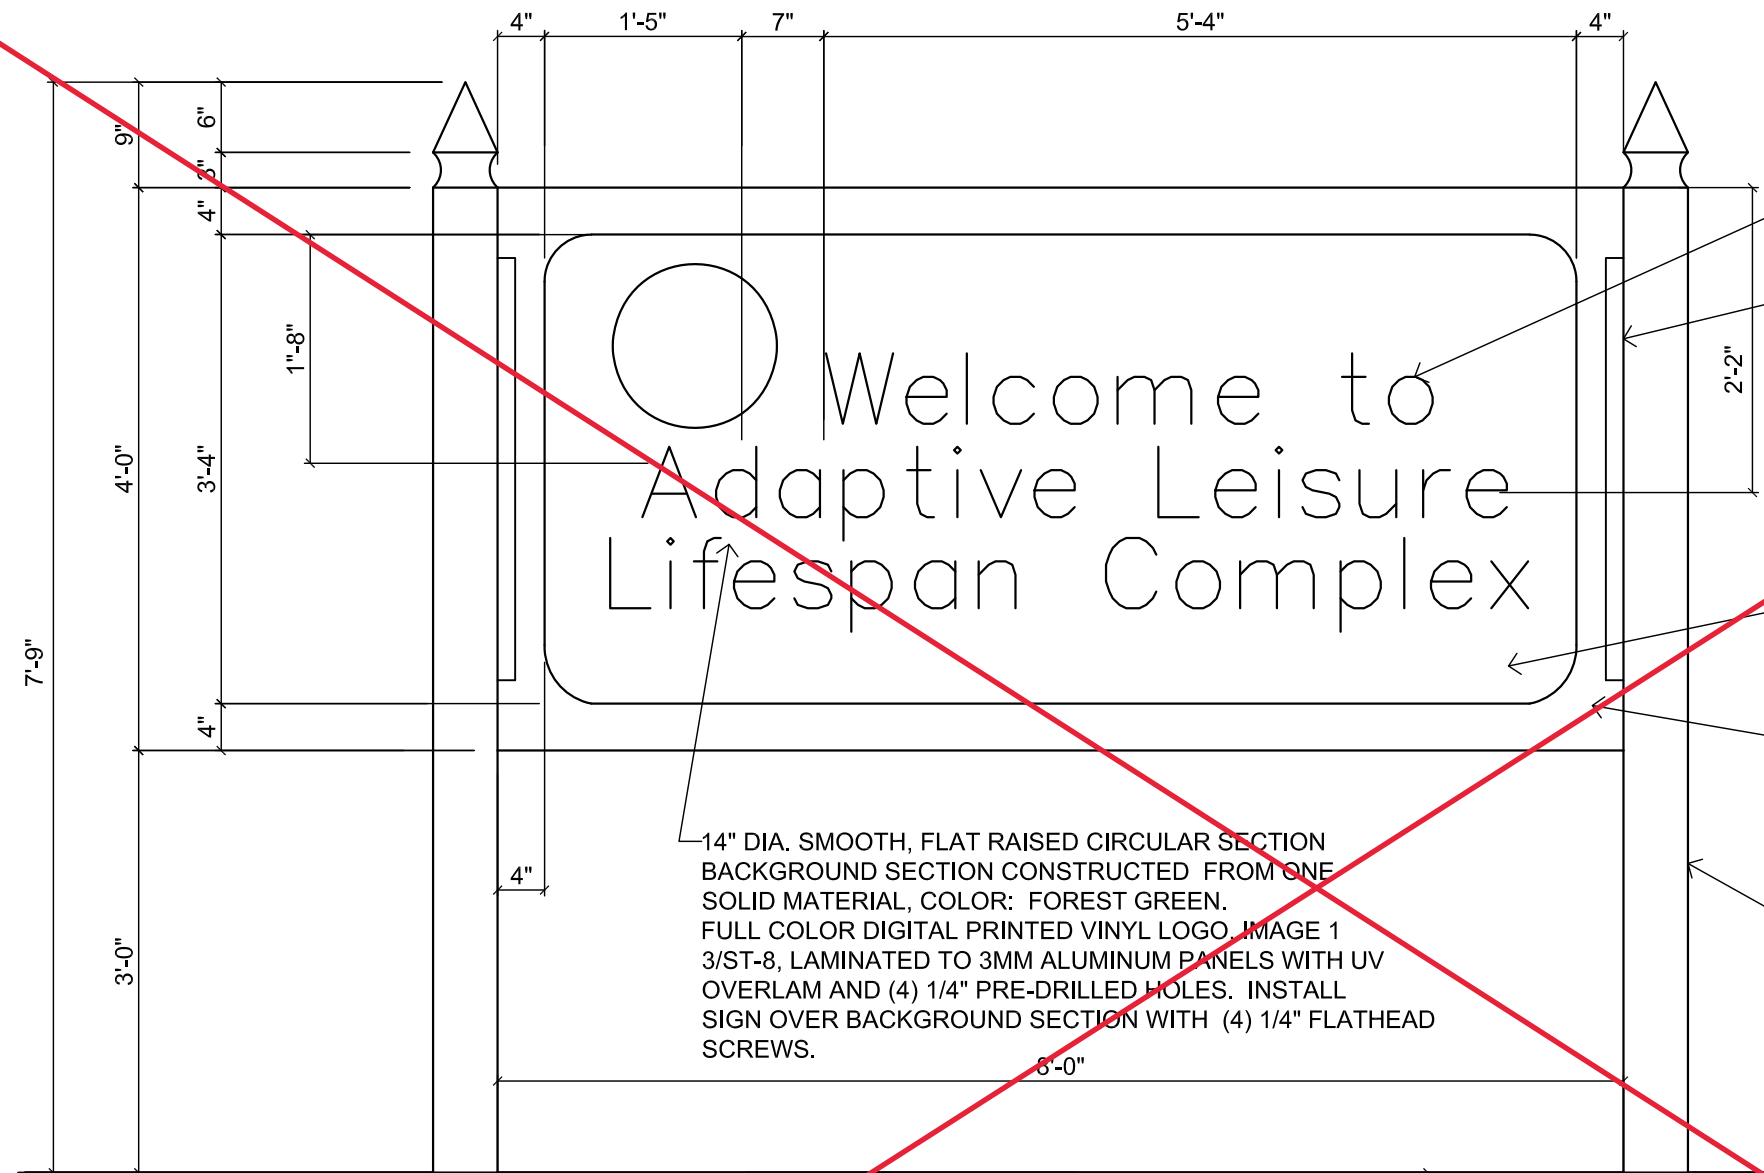 4" 1'-5" 7" 5'-4" 4"
9"
6"
3"
4"
1"-8"
2'-2"
4'-0"
3'-4"
7'-9"
4"
3'-0"
Welcome to
Adaptive Leisure
Lifespan Complex
4"
14" DIA. SMOOTH, FLAT RAISED CIRCULAR SECTION
BACKGROUND SECTION CONSTRUCTED FROM ONE
SOLID MATERIAL, COLOR: FOREST GREEN.
FULL COLOR DIGITAL PRINTED VINYL LOGO. IMAGE 1
3/ST-8, LAMINATED TO 3MM ALUMINUM PANELS WITH UV
OVERLAM AND (4) 1/4" PRE-DRILLED HOLES. INSTALL
SIGN OVER BACKGROUND SECTION WITH (4) 1/4" FLATHEAD
SCREWS.
8'-0"